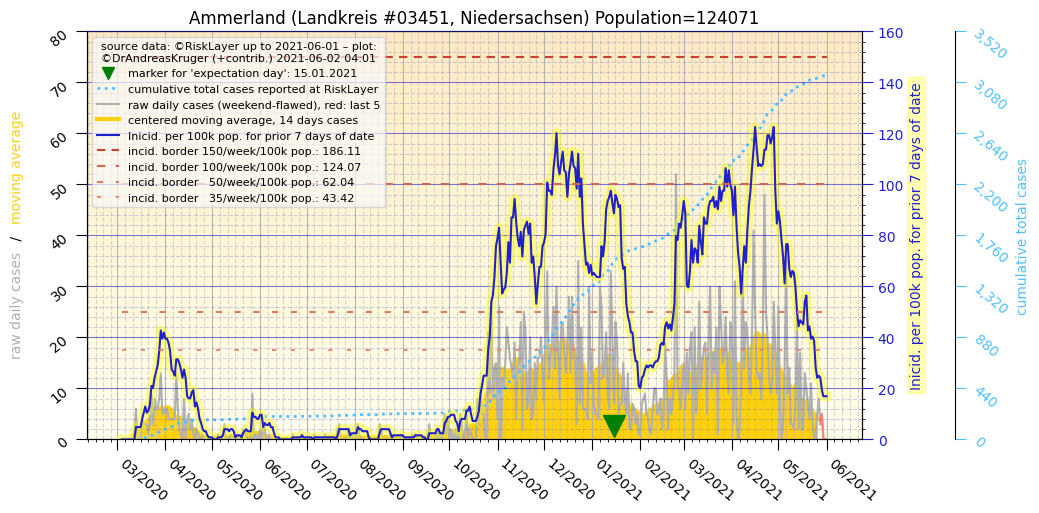 Ammerland (Landkreis #03451, Niedersachsen) Population=124071
source data: ©RiskLayer up to 2021-06-01 – plot:
©DrAndreasKruger (+contrib.) 2021-06-02 04:01
marker for 'expectation day': 15.01.2021
cumulative total cases reported at RiskLayer
raw daily cases (weekend-flawed), red: last 5
centered moving average, 14 days cases
Inicid. per 100k pop. for prior 7 days of date
incid. border 150/week/100k pop.: 186.11
incid. border 100/week/100k pop.: 124.07
incid. border 50/week/100k pop.: 62.04
incid. border 35/week/100k pop.: 43.42
raw daily cases / moving average
80
70
60
50
40
30
20
10
0
03/2020
04/2020
05/2020
06/2020
07/2020
08/2020
09/2020
10/2020
11/2020
12/2020
01/2021
02/2021
03/2021
04/2021
05/2021
06/2021
160
140
120
100
80
60
40
20
0
Inicid. per 100k pop. for prior 7 days of date
3,520
3,080
2,640
2,200
1,760
1,320
880
440
0
cumulative total cases